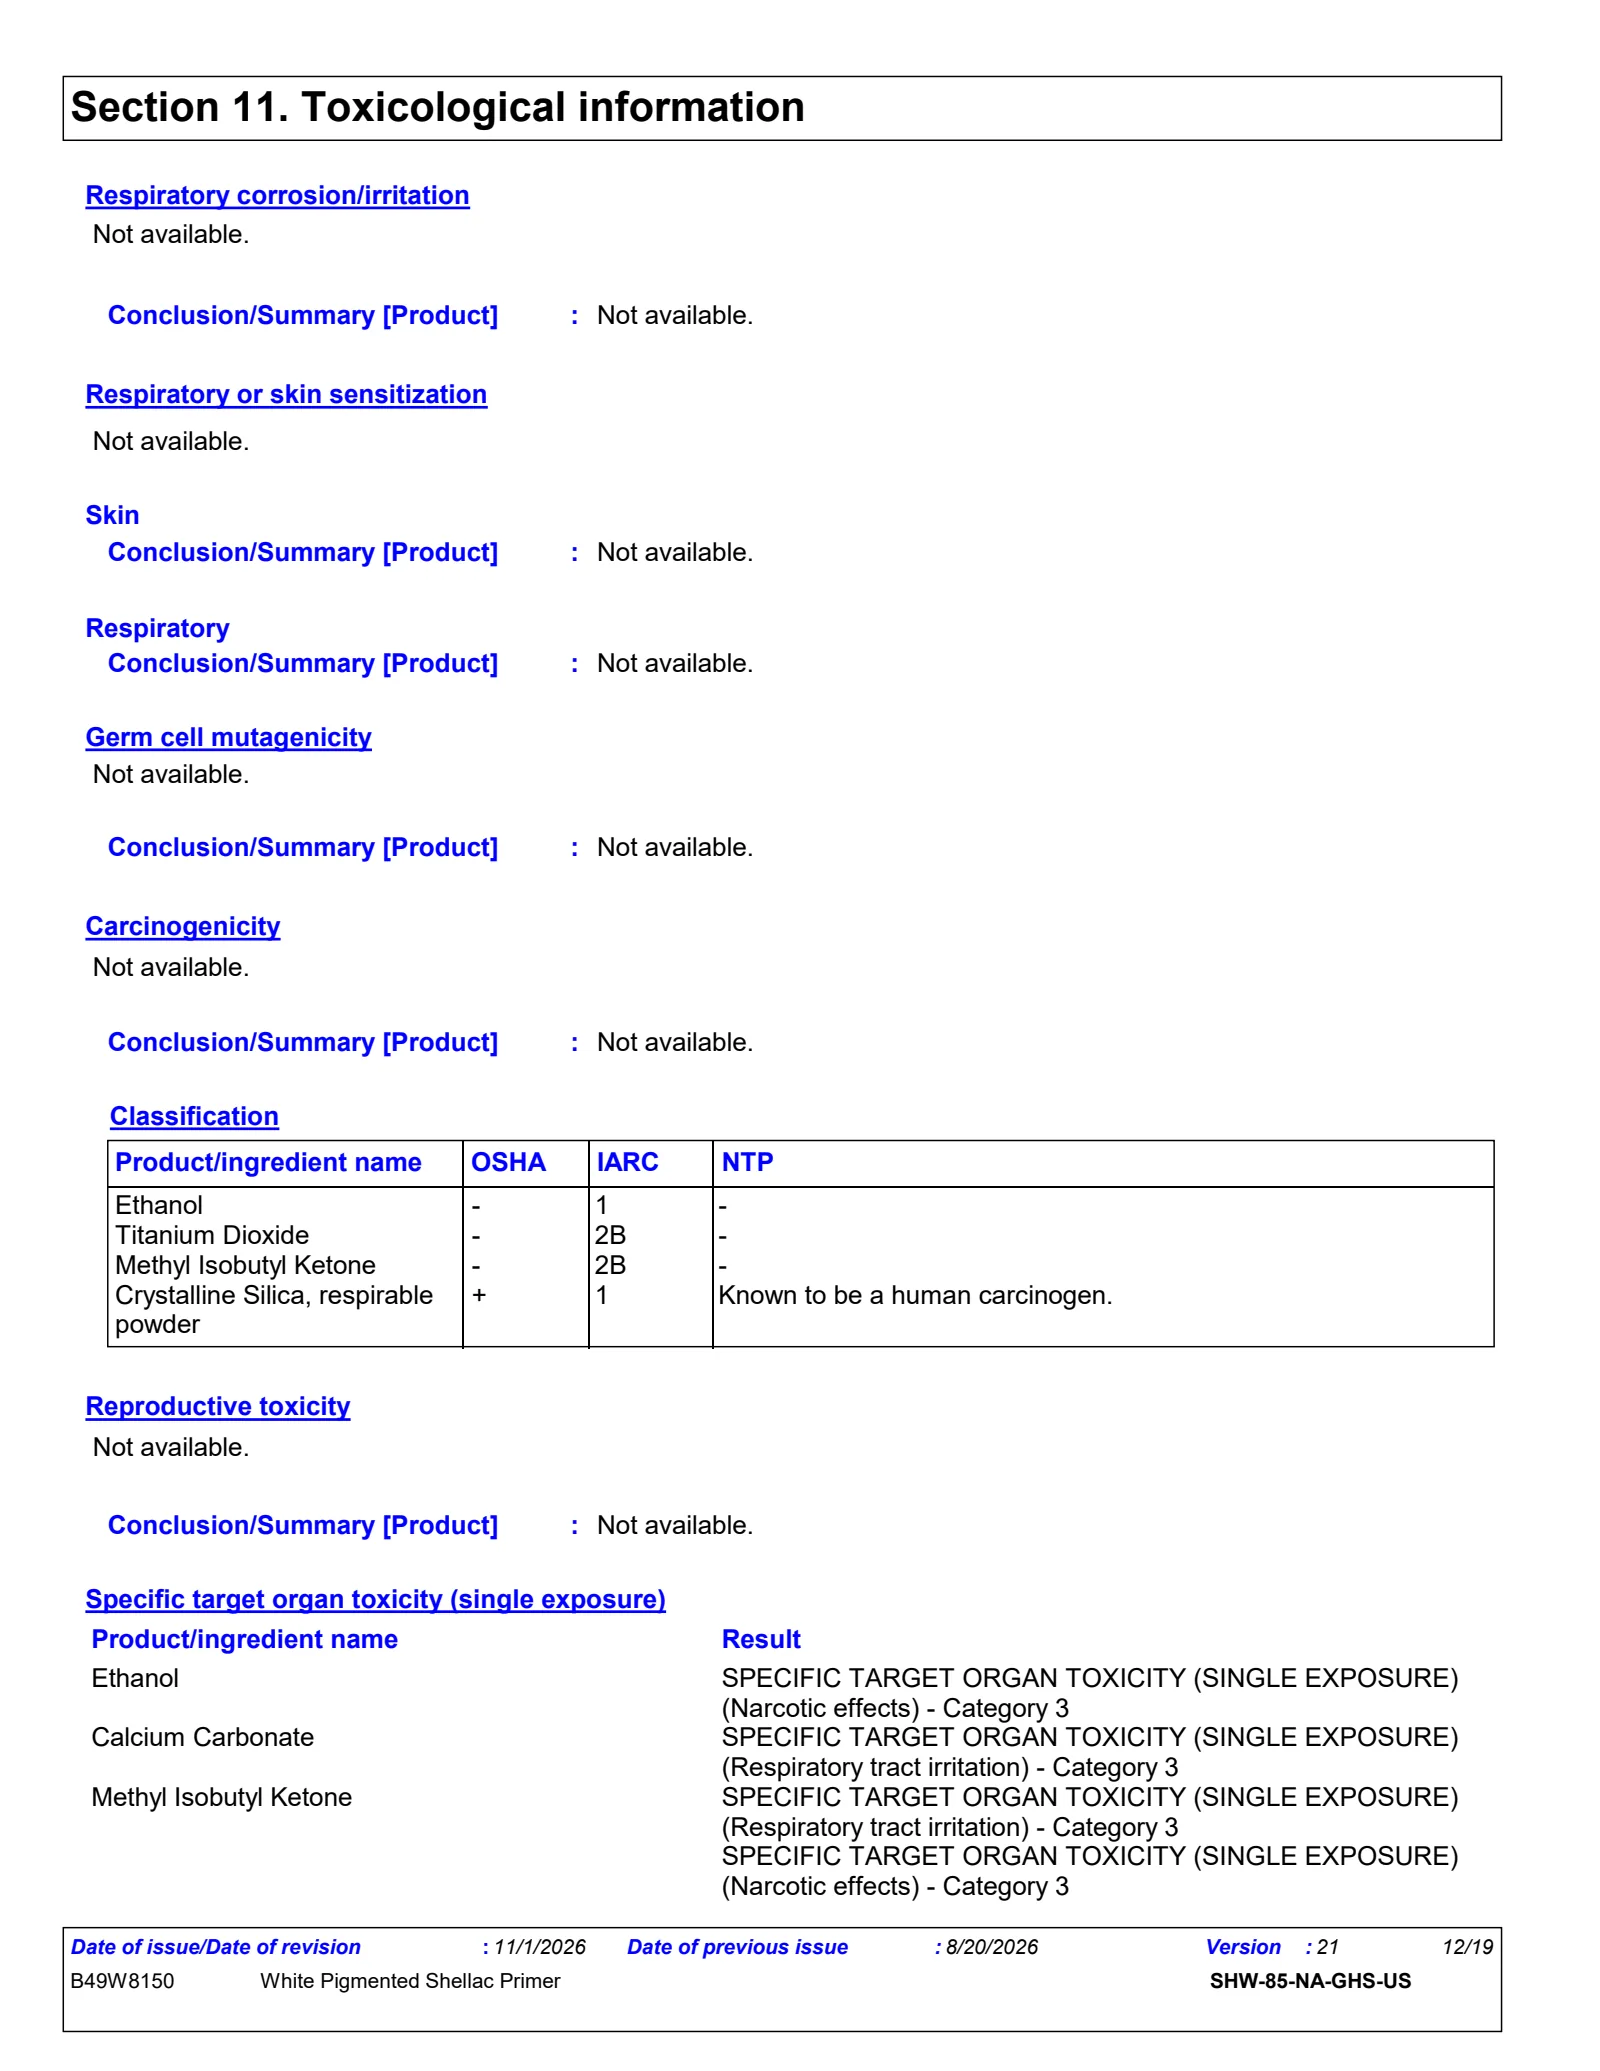 Section 11. Toxicological information
Respiratory corrosion/irritation
Not available.
Conclusion/Summary [Product] : Not available.
Respiratory or skin sensitization
Not available.
Skin
Conclusion/Summary [Product] : Not available.
Respiratory
Conclusion/Summary [Product] : Not available.
Germ cell mutagenicity
Not available.
Conclusion/Summary [Product] : Not available.
Carcinogenicity
Not available.
Conclusion/Summary [Product] : Not available.
Classification
Product/ingredient name OSHA IARC NTP
Ethanol - 1 -
Titanium Dioxide - 2B -
Methyl Isobutyl Ketone - 2B -
Crystalline Silica, respirable + 1 Known to be a human carcinogen.
powder
Reproductive toxicity
Not available.
Conclusion/Summary [Product] : Not available.
Specific target organ toxicity (single exposure)
Product/ingredient name Result
Ethanol SPECIFIC TARGET ORGAN TOXICITY (SINGLE EXPOSURE)
(Narcotic effects) - Category 3
Calcium Carbonate SPECIFIC TARGET ORGAN TOXICITY (SINGLE EXPOSURE)
(Respiratory tract irritation) - Category 3
Methyl Isobutyl Ketone SPECIFIC TARGET ORGAN TOXICITY (SINGLE EXPOSURE)
(Respiratory tract irritation) - Category 3
SPECIFIC TARGET ORGAN TOXICITY (SINGLE EXPOSURE)
(Narcotic effects) - Category 3
Date of issue/Date of revision : 11/1/2026 Date of previous issue : 8/20/2026 Version : 21 12/19
B49W8150 White Pigmented Shellac Primer SHW-85-NA-GHS-US